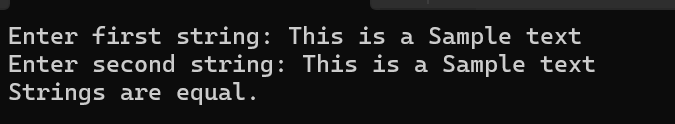 Enter first string: This is a Sample text
Enter second string: This is a Sample text
Strings are equal.